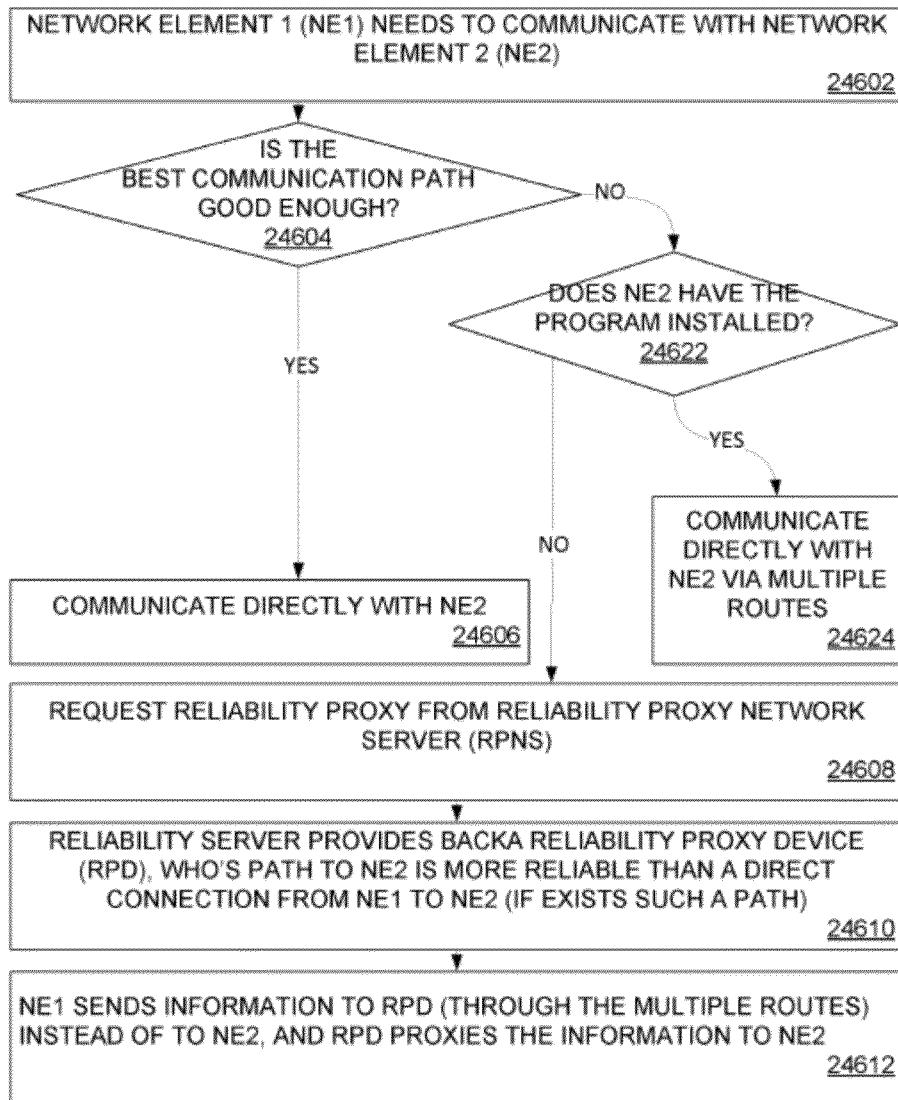 NETWORK ELEMENT 1 (NE1) NEEDS TO COMMUNICATE WITH NETWORK
ELEMENT 2 (NE2)
24602
IS THE
BEST COMMUNICATION PATH
GOOD ENOUGH?
24604
NO
DOES NE2 HAVE THE
PROGRAM INSTALLED?
24622
YES
YES
NO
COMMUNICATE
DIRECTLY WITH
NE2 VIA MULTIPLE
ROUTES
24624
COMMUNICATE DIRECTLY WITH NE2
24606
REQUEST RELIABILITY PROXY FROM RELIABILITY PROXY NETWORK
SERVER (RPNS)
24608
RELIABILITY SERVER PROVIDES BACKA RELIABILITY PROXY DEVICE
(RPD), WHO'S PATH TO NE2 IS MORE RELIABLE THAN A DIRECT
CONNECTION FROM NE1 TO NE2 (IF EXISTS SUCH A PATH)
24610
NE1 SENDS INFORMATION TO RPD (THROUGH THE MULTIPLE ROUTES)
INSTEAD OF TO NE2, AND RPD PROXIES THE INFORMATION TO NE2
24612